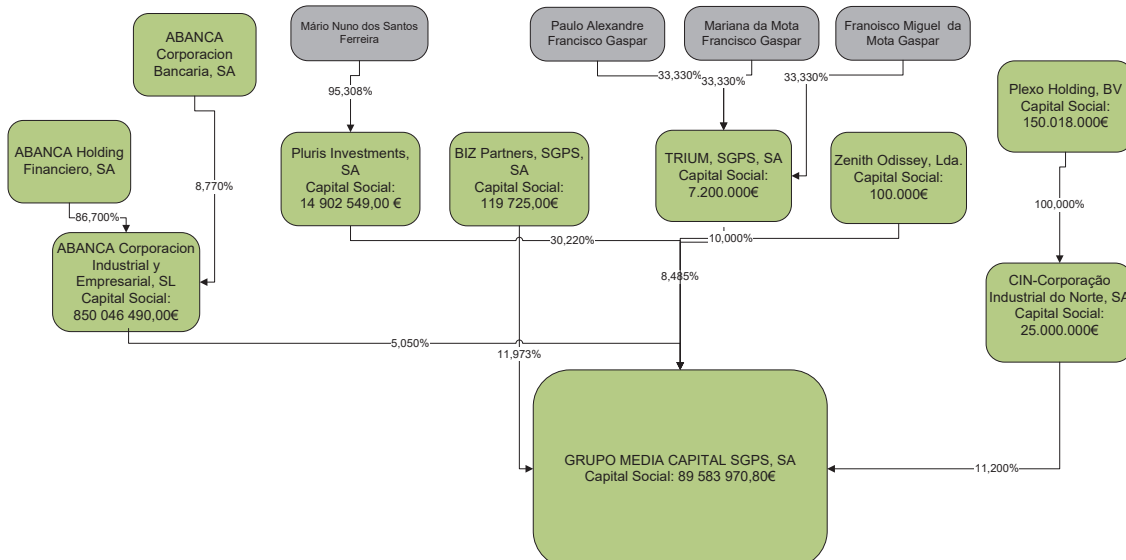 ABANCA
Corporacion
Bancaria, SA
Mário Nuno dos Santos
Ferreira
Paulo Alexandre
Francisco Gaspar
Mariana da Mota
Francisco Gaspar
Franoisco Miguel da
Mota Gaspar
33,330%
33,330%
33,330%
95,308%
Plexo Holding, BV
Capital Social:
150.018.000€
ABANCA Holding
Financiero, SA
8,770%
Pluris Investments,
SA
Capital Social:
14 902 549,00 €
BIZ Partners, SGPS,
SA
Capital Social:
119 725,00€
TRIUM, SGPS, SA
Capital Social:
7.200.000€
Zenith Odissey, Lda.
Capital Social:
100.000€
100,000%
86,700%
ABANCA Corporacion
Industrial y
Empresarial, SL
Capital Social:
850 046 490,00€
30,220%
10,000%
8,485%
CIN-Corporação
Industrial do Norte, SA
Capital Social:
25.000.000€
5,050%
11,973%
GRUPO MEDIA CAPITAL SGPS, SA
Capital Social: 89 583 970,80€
11,200%